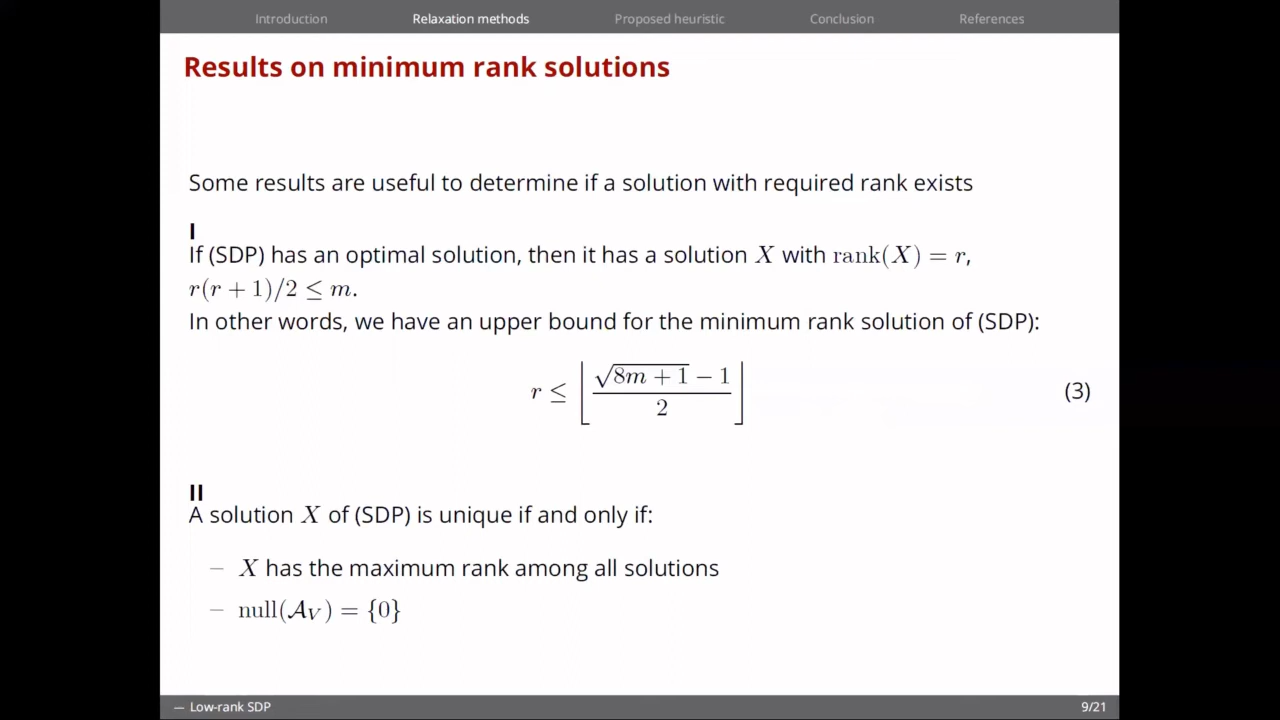 Introduction Relaxation methods Proposed heuristic Conclusion References
Results on minimum rank solutions
Some results are useful to determine if a solution with required rank exists
I
If (SDP) has an optimal solution, then it has a solution X with rank(X) = r,
r(r + 1)/2 ≤ m.
In other words, we have an upper bound for the minimum rank solution of (SDP):
r ≤ ⌊(√(8m + 1) − 1)/2⌋ (3)
II
A solution X of (SDP) is unique if and only if:
– X has the maximum rank among all solutions
– null(𝒜_V) = {0}
— Low-rank SDP 9/21